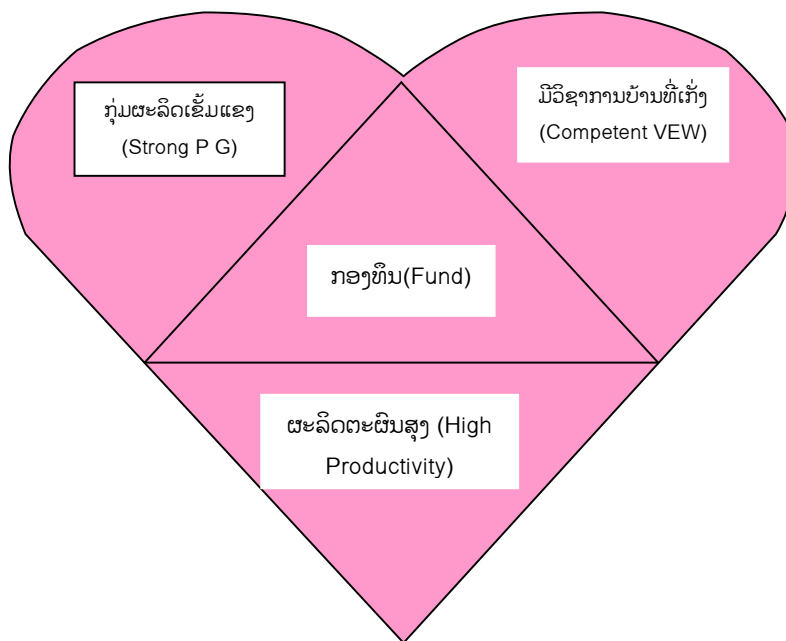 ກຸ່ມຜະລິດເຂັ້ມແຂງ
(Strong P G)
ມີວິຊາການບ້ານທີ່ເກັ່ງ
(Competent VEW)
ກອງທຶນ(Fund)
ຜະລິດຕະຜົນສູງ (High
Productivity)